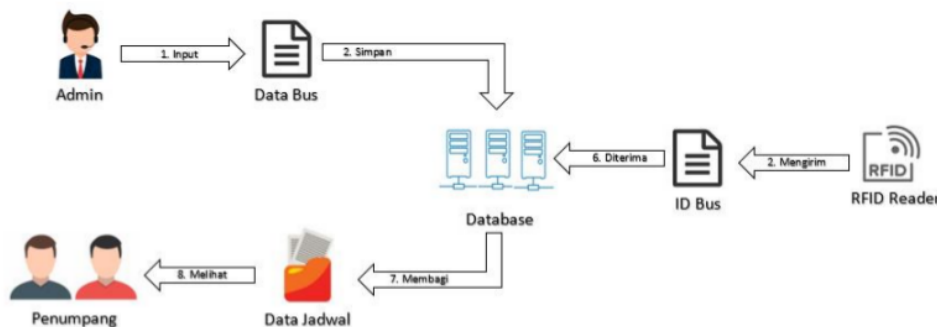 1. Input
2. Simpan
Admin
Data Bus
6. Diterima
2. Mengirim
RFID
ID Bus
RFID Reader
Database
8. Melihat
7. Membagi
Penumpang
Data Jadwal